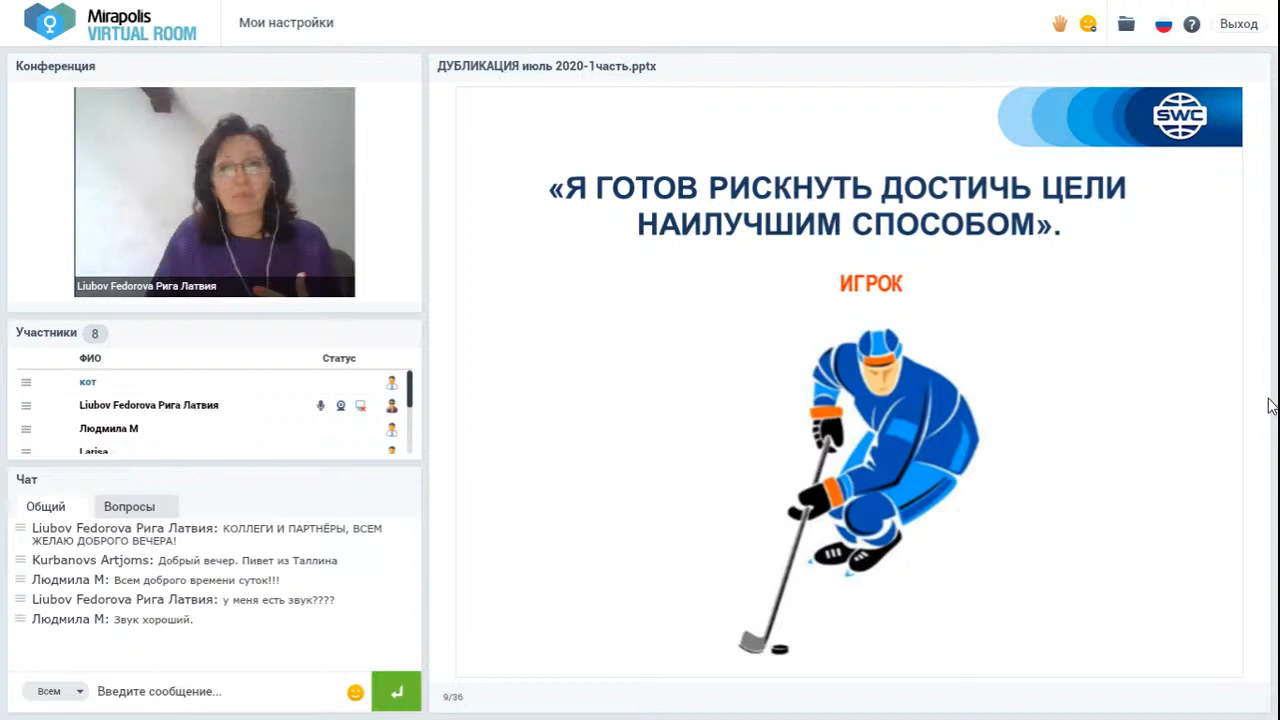 Mirapolis
VIRTUAL ROOM
Мои настройки
Выход
Конференция
Liubov Fedorova Рига Латвия
Участники 8
ФИО Статус
кот
Liubov Fedorova Рига Латвия
Людмила М
Larisa
Чат
Общий Вопросы
Liubov Fedorova Рига Латвия: КОЛЛЕГИ И ПАРТНЁРЫ, ВСЕМ
ЖЕЛАЮ ДОБРОГО ВЕЧЕРА!
Kurbanovs Artjoms: Добрый вечер. Пивет из Таллина
Людмила М: Всем доброго времени суток!!!
Liubov Fedorova Рига Латвия: у меня есть звук????
Людмила М: Звук хороший.
Всем Введите сообщение...
ДУБЛИКАЦИЯ июль 2020-1часть.pptx
SWC
«Я ГОТОВ РИСКНУТЬ ДОСТИЧЬ ЦЕЛИ
НАИЛУЧШИМ СПОСОБОМ».
ИГРОК
9/36